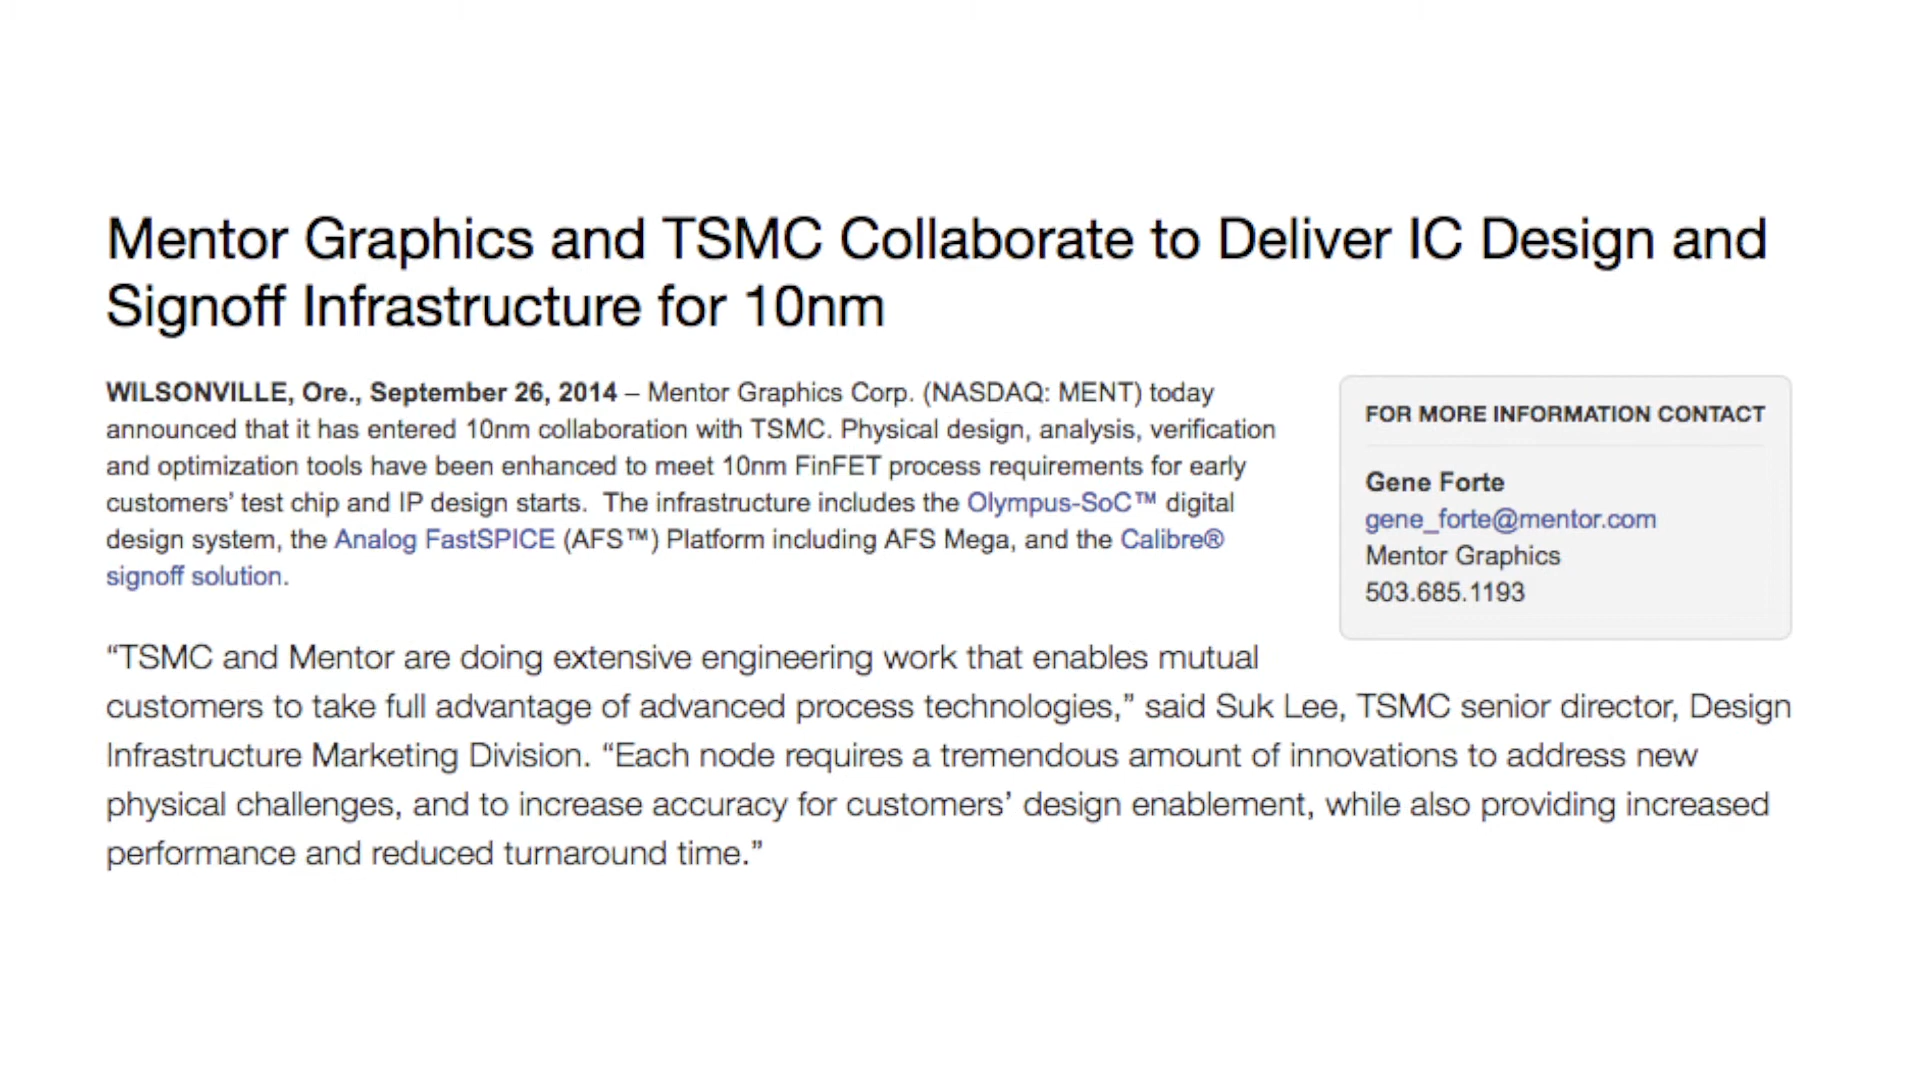 Mentor Graphics and TSMC Collaborate to Deliver IC Design and
Signoff Infrastructure for 10nm
WILSONVILLE, Ore., September 26, 2014 – Mentor Graphics Corp. (NASDAQ: MENT) today
announced that it has entered 10nm collaboration with TSMC. Physical design, analysis, verification
and optimization tools have been enhanced to meet 10nm FinFET process requirements for early
customers’ test chip and IP design starts.  The infrastructure includes the Olympus-SoC™ digital
design system, the Analog FastSPICE (AFS™) Platform including AFS Mega, and the Calibre®
signoff solution.
FOR MORE INFORMATION CONTACT
Gene Forte
gene_forte@mentor.com
Mentor Graphics
503.685.1193
“TSMC and Mentor are doing extensive engineering work that enables mutual
customers to take full advantage of advanced process technologies,” said Suk Lee, TSMC senior director, Design
Infrastructure Marketing Division. “Each node requires a tremendous amount of innovations to address new
physical challenges, and to increase accuracy for customers’ design enablement, while also providing increased
performance and reduced turnaround time.”